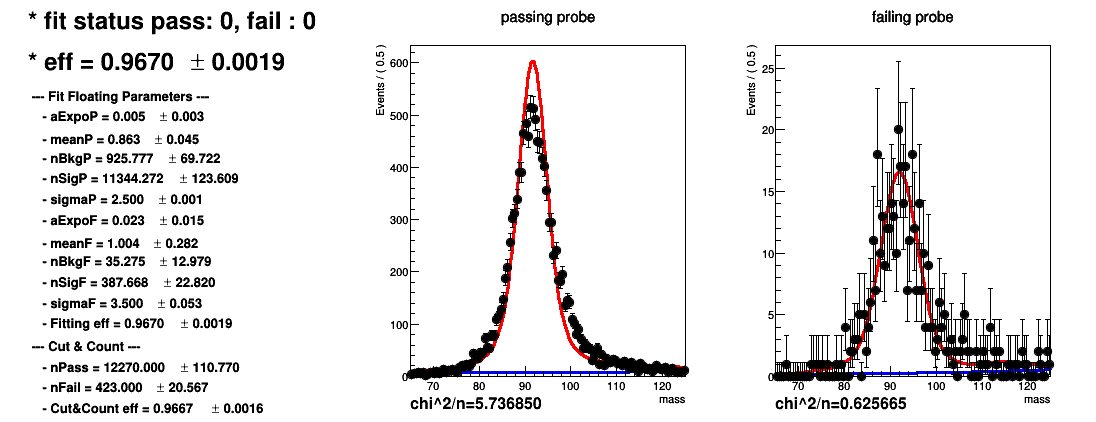 * fit status pass: 0, fail : 0
* eff = 0.9670 ± 0.0019
--- Fit Floating Parameters ---
- aExpoP = 0.005 ± 0.003
- meanP = 0.863 ± 0.045
- nBkgP = 925.777 ± 69.722
- nSigP = 11344.272 ± 123.609
- sigmaP = 2.500 ± 0.001
- aExpoF = 0.023 ± 0.015
- meanF = 1.004 ± 0.282
- nBkgF = 35.275 ± 12.979
- nSigF = 387.668 ± 22.820
- sigmaF = 3.500 ± 0.053
- Fitting eff = 0.9670 ± 0.0019
--- Cut & Count ---
- nPass = 12270.000 ± 110.770
- nFail = 423.000 ± 20.567
- Cut&Count eff = 0.9667 ± 0.0016
passing probe
Events / ( 0.5 )
600
500
400
300
200
100
0
70 80 90 100 110 120
mass
chi^2/n=5.736850
failing probe
Events / ( 0.5 )
25
20
15
10
5
0
70 80 90 100 110 120
mass
chi^2/n=0.625665